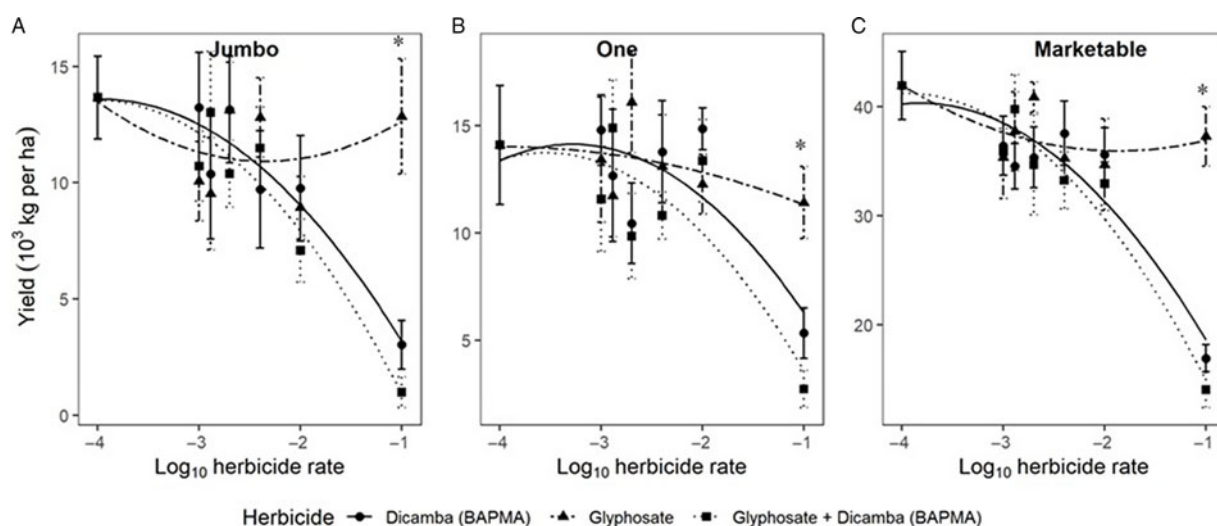 A
Jumbo
*
15
10
5
0
Yield (10³ kg per ha)
−4
−3
−2
−1
Log₁₀ herbicide rate
B
One
*
15
10
5
−4
−3
−2
−1
Log₁₀ herbicide rate
C
Marketable
*
40
30
20
−4
−3
−2
−1
Log₁₀ herbicide rate
Herbicide Dicamba (BAPMA) Glyphosate Glyphosate + Dicamba (BAPMA)